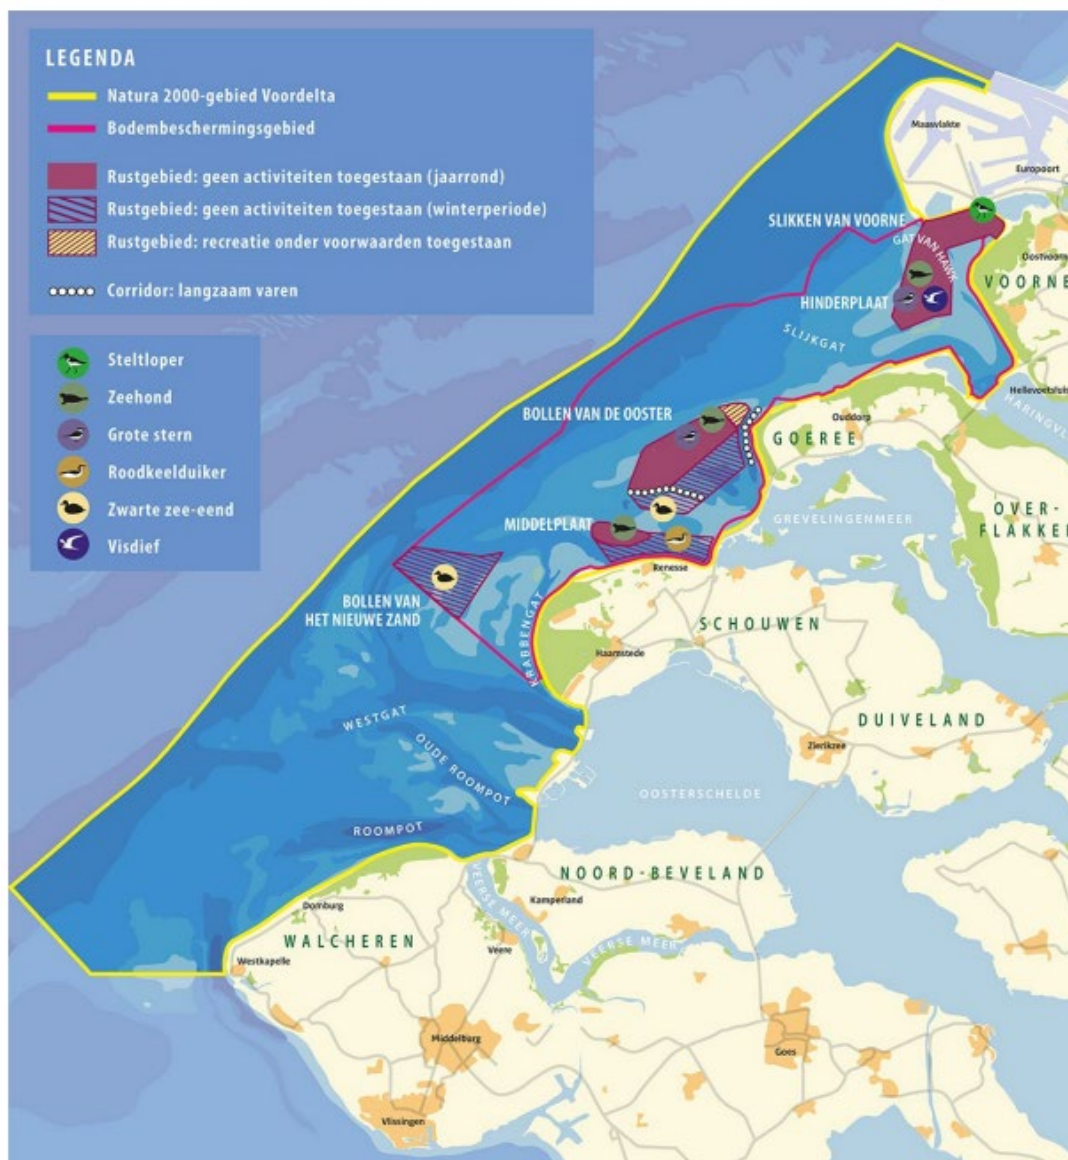 LEGENDA
Natura 2000-gebied Voordelta
Bodembeschermingsgebied
Rustgebied: geen activiteiten toegestaan (jaarrond)
Rustgebied: geen activiteiten toegestaan (winterperiode)
Rustgebied: recreatie onder voorwaarden toegestaan
Corridor: langzaam varen
Steltloper
Zeehond
Grote stern
Roodkeelduiker
Zwarte zee-eend
Visdief
Maasvlakte
Europoort
SLIKKEN VAN VOORNE
GAT VAN HAWK
VOORNE
HINDERPLAAT
SLIJKGAT
HARINGVL
BOLLEN VAN DE OOSTER
Ouddorp
GOEREE
OVER-
FLAKKEE
GREVELINGENMEER
MIDDELPLAAT
Renesse
BOLLEN VAN
HET NIEUWE ZAND
KRABBENGAT
SCHOUWEN
Haamstede
DUIVELAND
Zierikzee
WESTGAT
OUDE ROOMPOT
OOSTERSCHELDE
ROOMPOT
NOORD-BEVELAND
Kamperland
VEERSE MEER
VEERSE MEER
Domburg
WALCHEREN
Veere
Westkapelle
Middelburg
Goes
Vlissingen